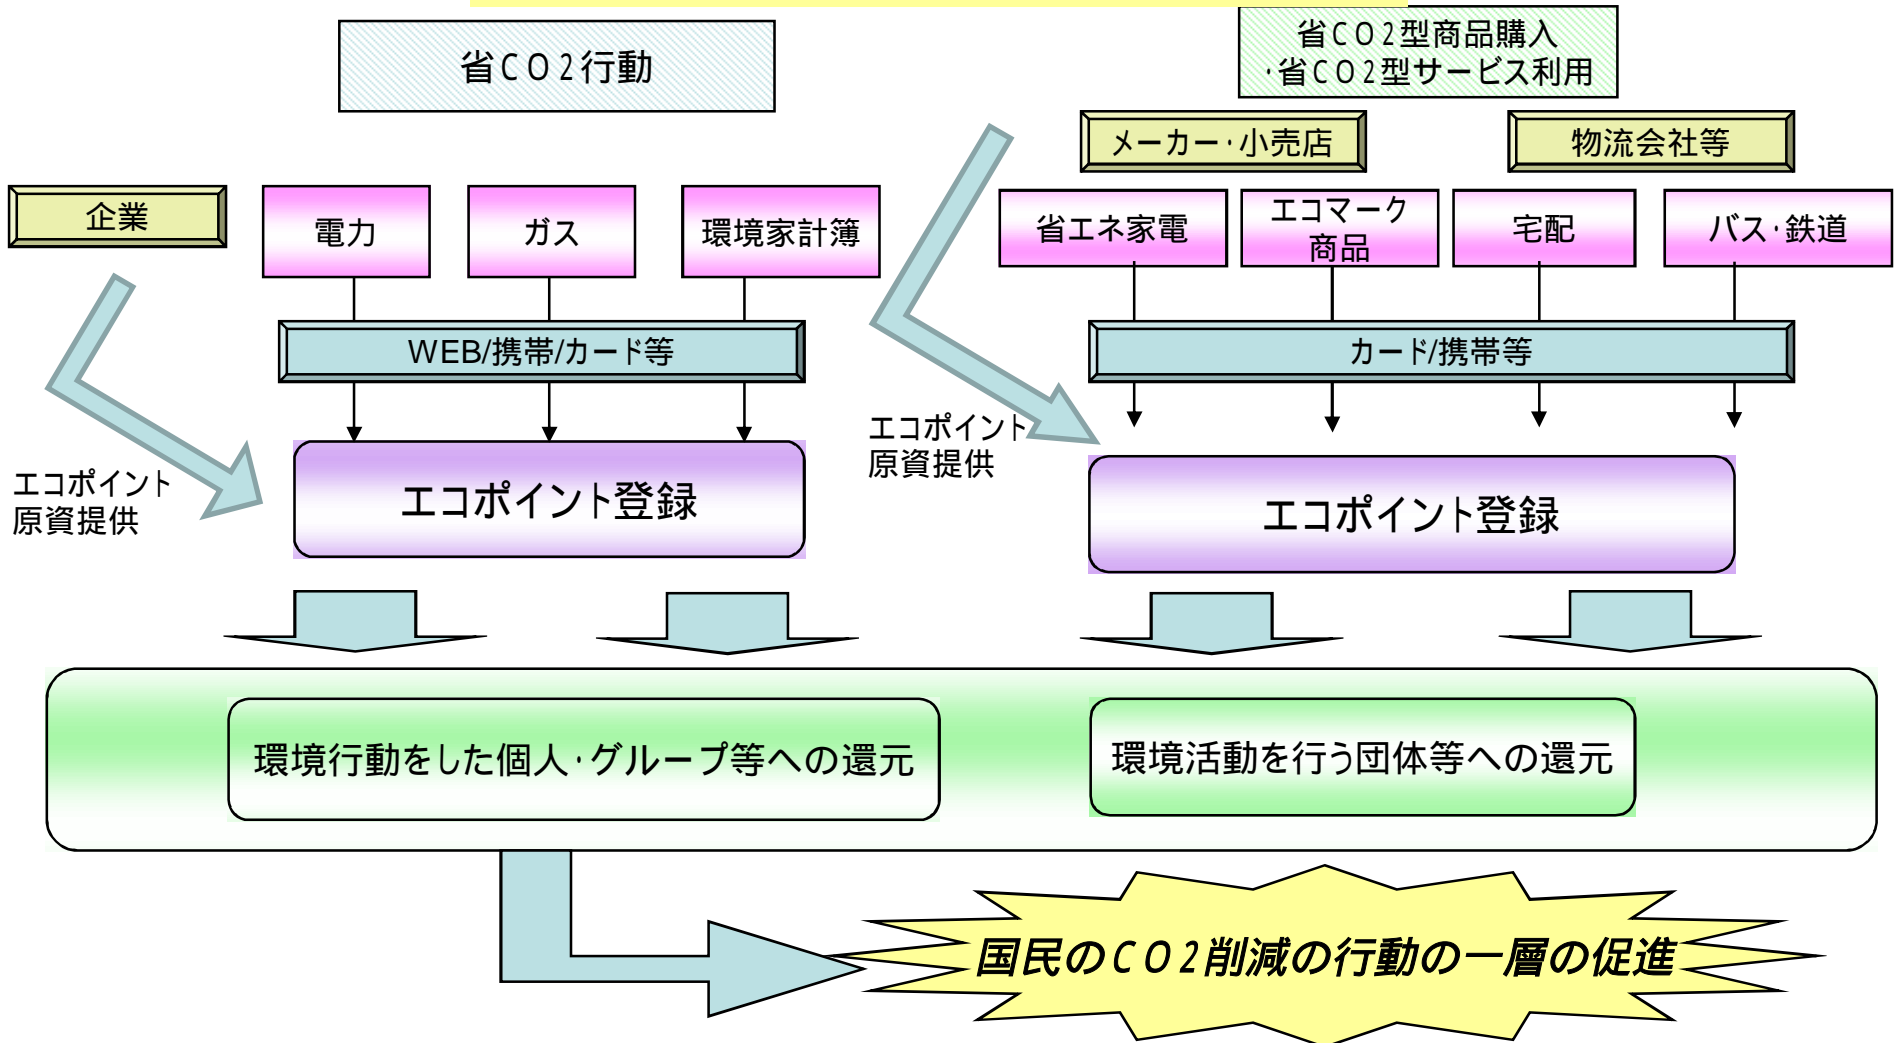 省CO2行動
省CO2型商品購入
・省CO2型サービス利用
メーカー・小売店
物流会社等
企業
電力
ガス
環境家計簿
省エネ家電
エコマーク
商品
宅配
バス・鉄道
WEB/携帯/カード等
カード/携帯等
エコポイント
原資提供
エコポイント
原資提供
エコポイント登録
エコポイント登録
環境行動をした個人・グループ等への還元
環境活動を行う団体等への還元
国民のCO2削減の行動の一層の促進